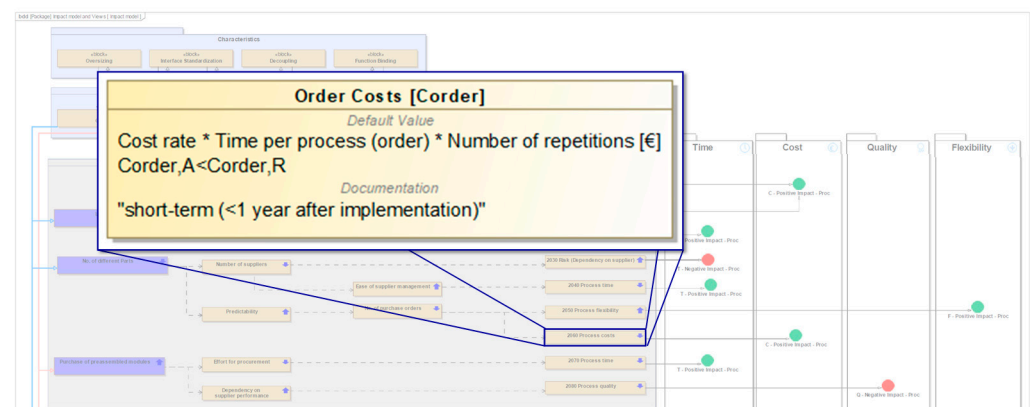 bdd [Package] Impact model and Views [ Impact model ]
Characteristics
«block»
Oversizing
«block»
Interface Standardization
«block»
Decoupling
«block»
Function Binding
Order Costs [Corder]
Default Value
Cost rate * Time per process (order) * Number of repetitions [€]
Corder,A<Corder,R
Documentation
"short-term (<1 year after implementation)"
Time
Cost
Quality
Flexibility
C - Positive Impact - Proc
Positive Impact - Proc
No. of different Parts
Number of suppliers
2030 Risk (Dependency on supplier)
T - Negative Impact - Proc
Ease of supplier management
2040 Process time
T - Positive Impact - Proc
Predictability
No. of purchase orders
2050 Process flexibility
F - Positive Impact - Proc
2060 Process costs
C - Positive Impact - Proc
Purchase of preassembled modules
Effort for procurement
2070 Process time
T - Positive Impact - Proc
Dependency on
supplier performance
2080 Process quality
Q - Negative Impact - Proc